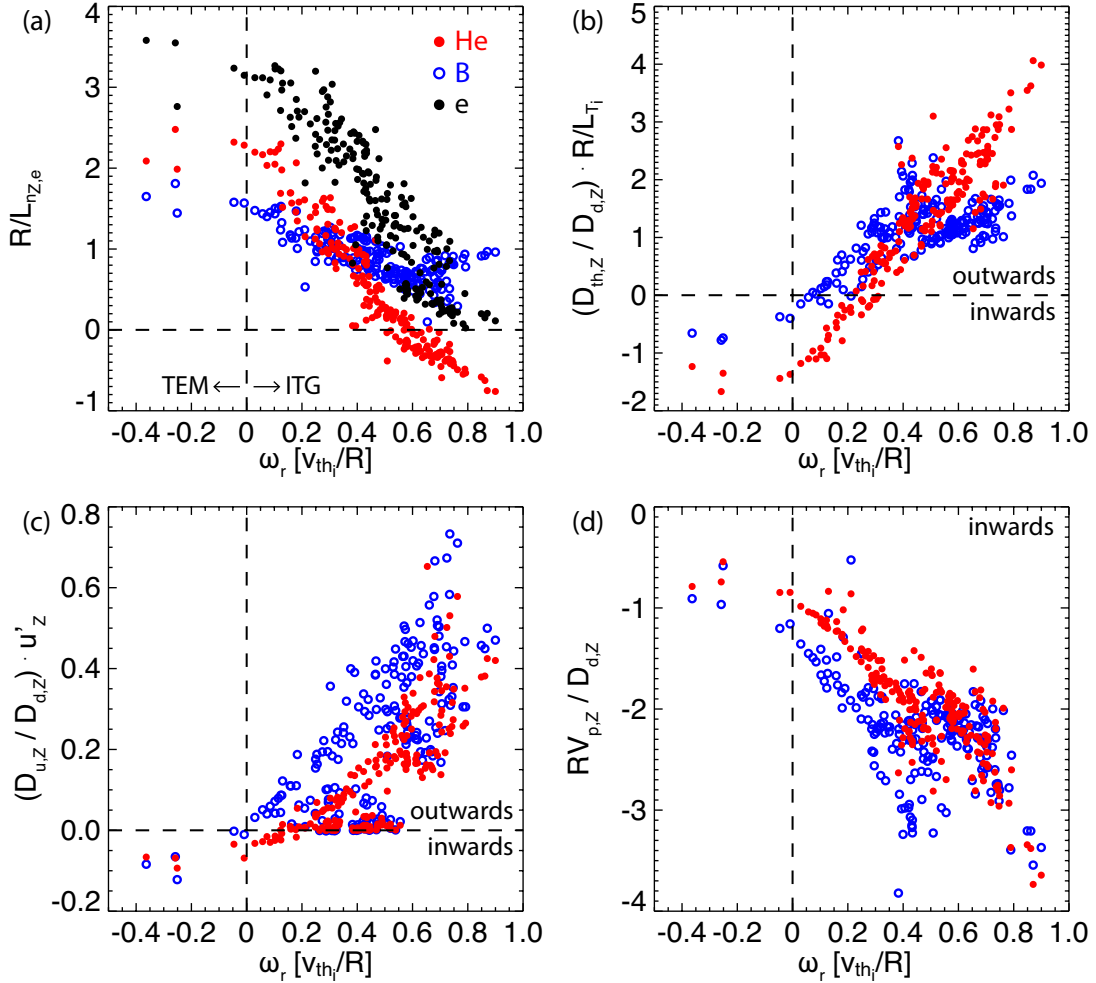 (a)
He
B
e
4
3
2
1
0
-1
R/L_{nZ,e}
TEM ← → ITG
-0.4 -0.2 0 0.2 0.4 0.6 0.8 1.0
ω_r [v_{th_i}/R]
(b)
5
4
3
2
1
0
-1
-2
(D_{th,Z} / D_{d,Z}) · R/L_{T_i}
outwards
inwards
-0.4 -0.2 0 0.2 0.4 0.6 0.8 1.0
ω_r [v_{th_i}/R]
(c)
0.8
0.6
0.4
0.2
0.0
-0.2
(D_{u,Z} / D_{d,Z}) · u'_Z
outwards
inwards
-0.4 -0.2 0 0.2 0.4 0.6 0.8 1.0
ω_r [v_{th_i}/R]
(d)
inwards
0
-1
-2
-3
-4
RV_{p,Z} / D_{d,Z}
-0.4 -0.2 0 0.2 0.4 0.6 0.8 1.0
ω_r [v_{th_i}/R]